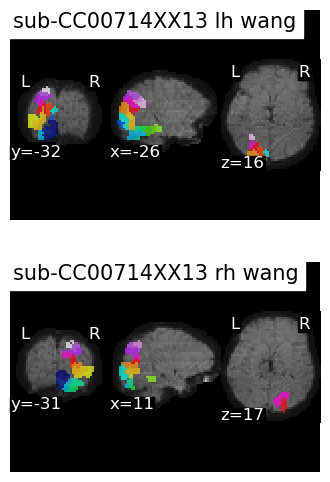 sub-CC00714XX13 lh wang
L R
L R
y=-32
x=-26
z=16
sub-CC00714XX13 rh wang
L R
L R
y=-31
x=11
z=17